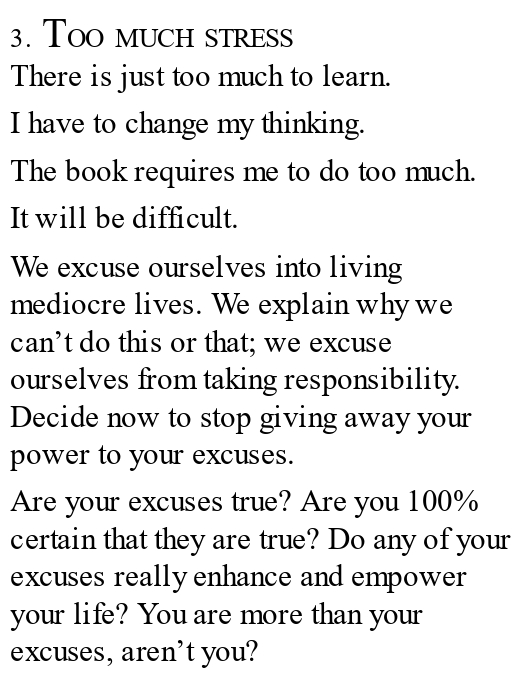 3. TOO MUCH STRESS
There is just too much to learn.
I have to change my thinking.
The book requires me to do too much.
It will be difficult.
We excuse ourselves into living
mediocre lives. We explain why we
can’t do this or that; we excuse
ourselves from taking responsibility.
Decide now to stop giving away your
power to your excuses.
Are your excuses true? Are you 100%
certain that they are true? Do any of your
excuses really enhance and empower
your life? You are more than your
excuses, aren’t you?